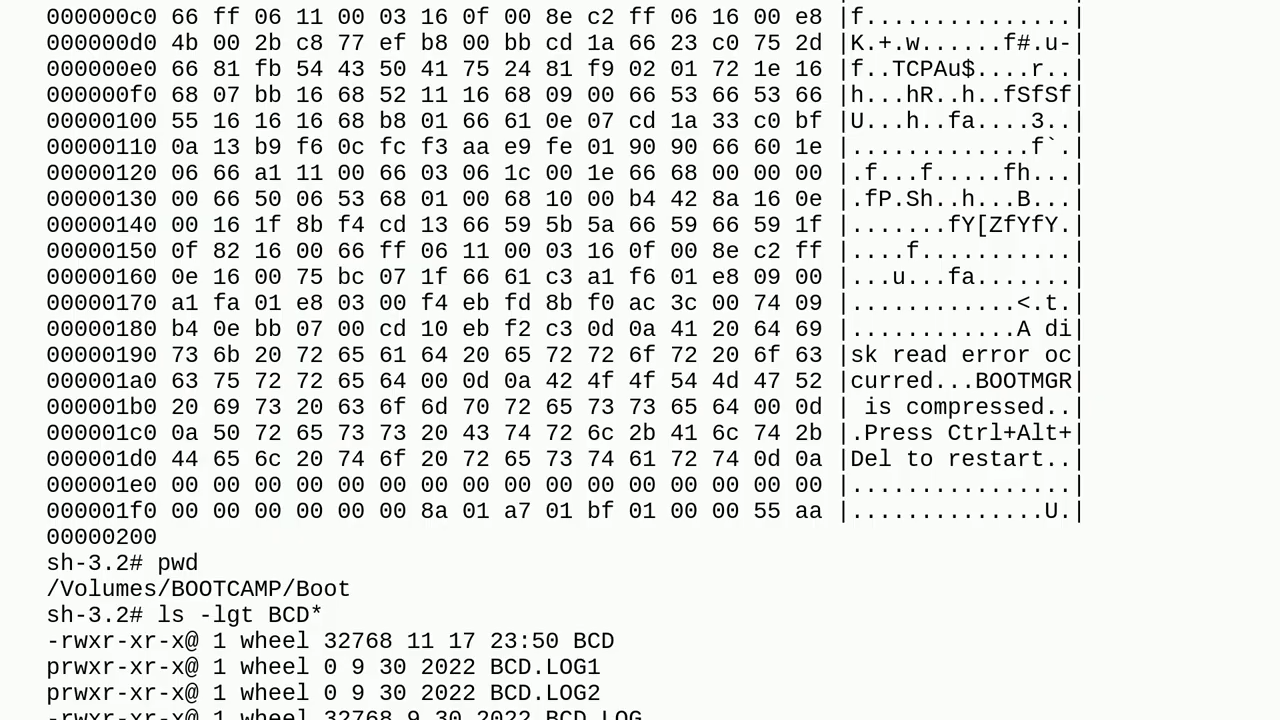 000000c0 66 ff 06 11 00 03 16 0f 00 8e c2 ff 06 16 00 e8 |f...............|
000000d0 4b 00 2b c8 77 ef b8 00 bb cd 1a 66 23 c0 75 2d |K.+.w......f#.u-|
000000e0 66 81 fb 54 43 50 41 75 24 81 f9 02 01 72 1e 16 |f..TCPAu$....r..|
000000f0 68 07 bb 16 68 52 11 16 68 09 00 66 53 66 53 66 |h...hR..h..fSfSf|
00000100 55 16 16 16 68 b8 01 66 61 0e 07 cd 1a 33 c0 bf |U...h..fa....3..|
00000110 0a 13 b9 f6 0c fc f3 aa e9 fe 01 90 90 66 60 1e |.............f`.|
00000120 06 66 a1 11 00 66 03 06 1c 00 1e 66 68 00 00 00 |.f...f.....fh...|
00000130 00 66 50 06 53 68 01 00 68 10 00 b4 42 8a 16 0e |.fP.Sh..h...B...|
00000140 00 16 1f 8b f4 cd 13 66 59 5b 5a 66 59 66 59 1f |.......fY[ZfYfY.|
00000150 0f 82 16 00 66 ff 06 11 00 03 16 0f 00 8e c2 ff |....f...........|
00000160 0e 16 00 75 bc 07 1f 66 61 c3 a1 f6 01 e8 09 00 |...u...fa.......|
00000170 a1 fa 01 e8 03 00 f4 eb fd 8b f0 ac 3c 00 74 09 |............<.t.|
00000180 b4 0e bb 07 00 cd 10 eb f2 c3 0d 0a 41 20 64 69 |............A di|
00000190 73 6b 20 72 65 61 64 20 65 72 72 6f 72 20 6f 63 |sk read error oc|
000001a0 63 75 72 72 65 64 00 0d 0a 42 4f 4f 54 4d 47 52 |curred...BOOTMGR|
000001b0 20 69 73 20 63 6f 6d 70 72 65 73 73 65 64 00 0d | is compressed..|
000001c0 0a 50 72 65 73 73 20 43 74 72 6c 2b 41 6c 74 2b |.Press Ctrl+Alt+|
000001d0 44 65 6c 20 74 6f 20 72 65 73 74 61 72 74 0d 0a |Del to restart..|
000001e0 00 00 00 00 00 00 00 00 00 00 00 00 00 00 00 00 |................|
000001f0 00 00 00 00 00 00 8a 01 a7 01 bf 01 00 00 55 aa |..............U.|
00000200
sh-3.2# pwd
/Volumes/BOOTCAMP/Boot
sh-3.2# ls -lgt BCD*
-rwxr-xr-x@ 1 wheel 32768 11 17 23:50 BCD
prwxr-xr-x@ 1 wheel 0 9 30 2022 BCD.LOG1
prwxr-xr-x@ 1 wheel 0 9 30 2022 BCD.LOG2
-rwxr-xr-x@ 1 wheel 32768 9 30 2022 BCD.LOG